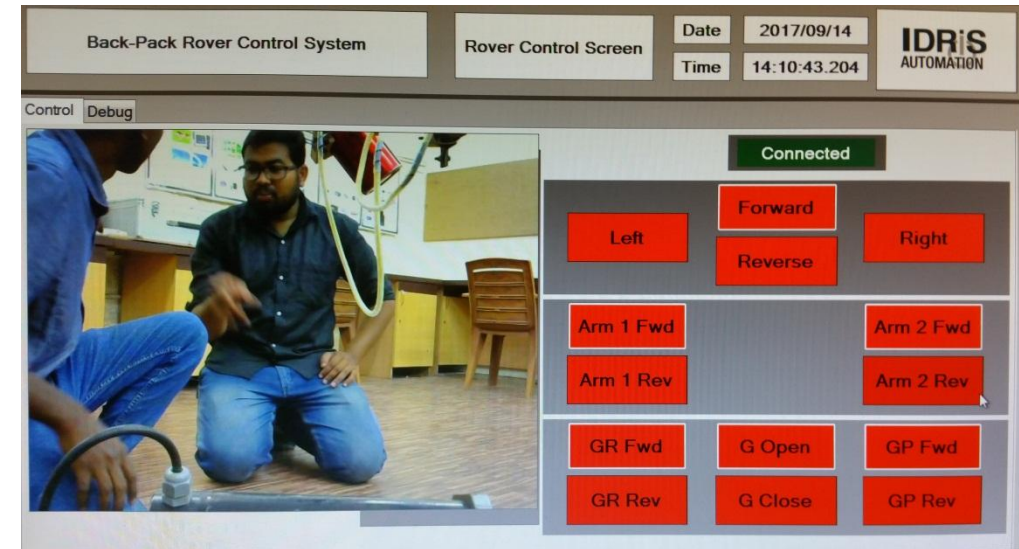 Back-Pack Rover Control System
Rover Control Screen
Date
2017/09/14
Time
14:10:43.204
IDRiS
AUTOMATION
Control
Debug
Connected
Forward
Left
Right
Reverse
Arm 1 Fwd
Arm 2 Fwd
Arm 1 Rev
Arm 2 Rev
GR Fwd
G Open
GP Fwd
GR Rev
G Close
GP Rev